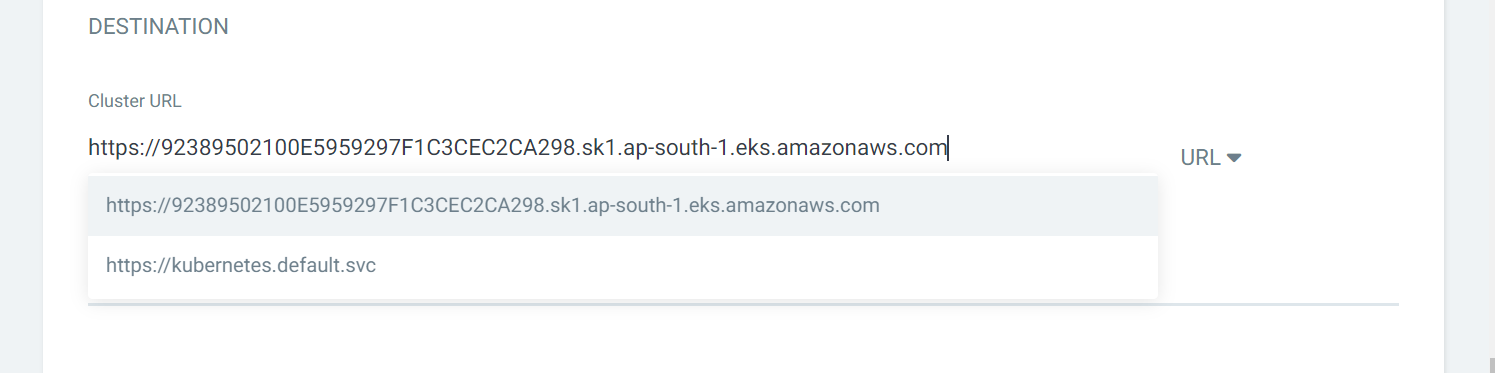 DESTINATION
Cluster URL
https://92389502100E5959297F1C3CEC2CA298.sk1.ap-south-1.eks.amazonaws.com
URL
https://92389502100E5959297F1C3CEC2CA298.sk1.ap-south-1.eks.amazonaws.com
https://kubernetes.default.svc